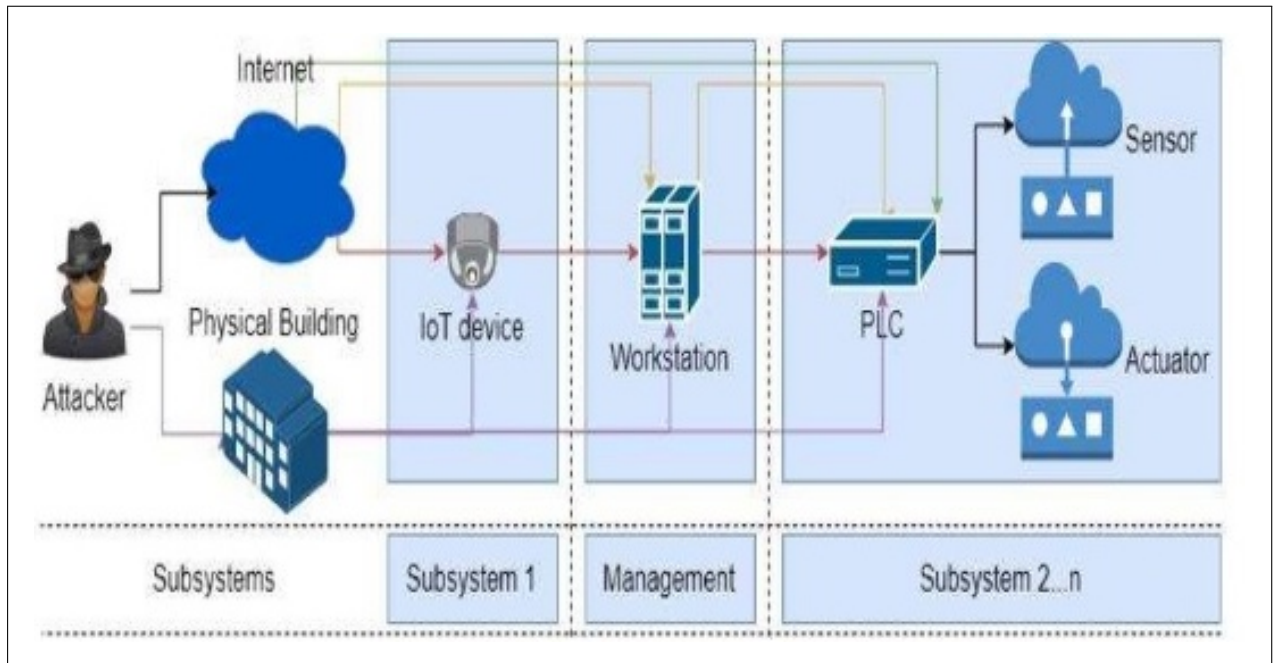 Internet
Sensor
Physical Building
IoT device
PLC
Workstation
Actuator
Attacker
Subsystems
Subsystem 1
Management
Subsystem 2...n